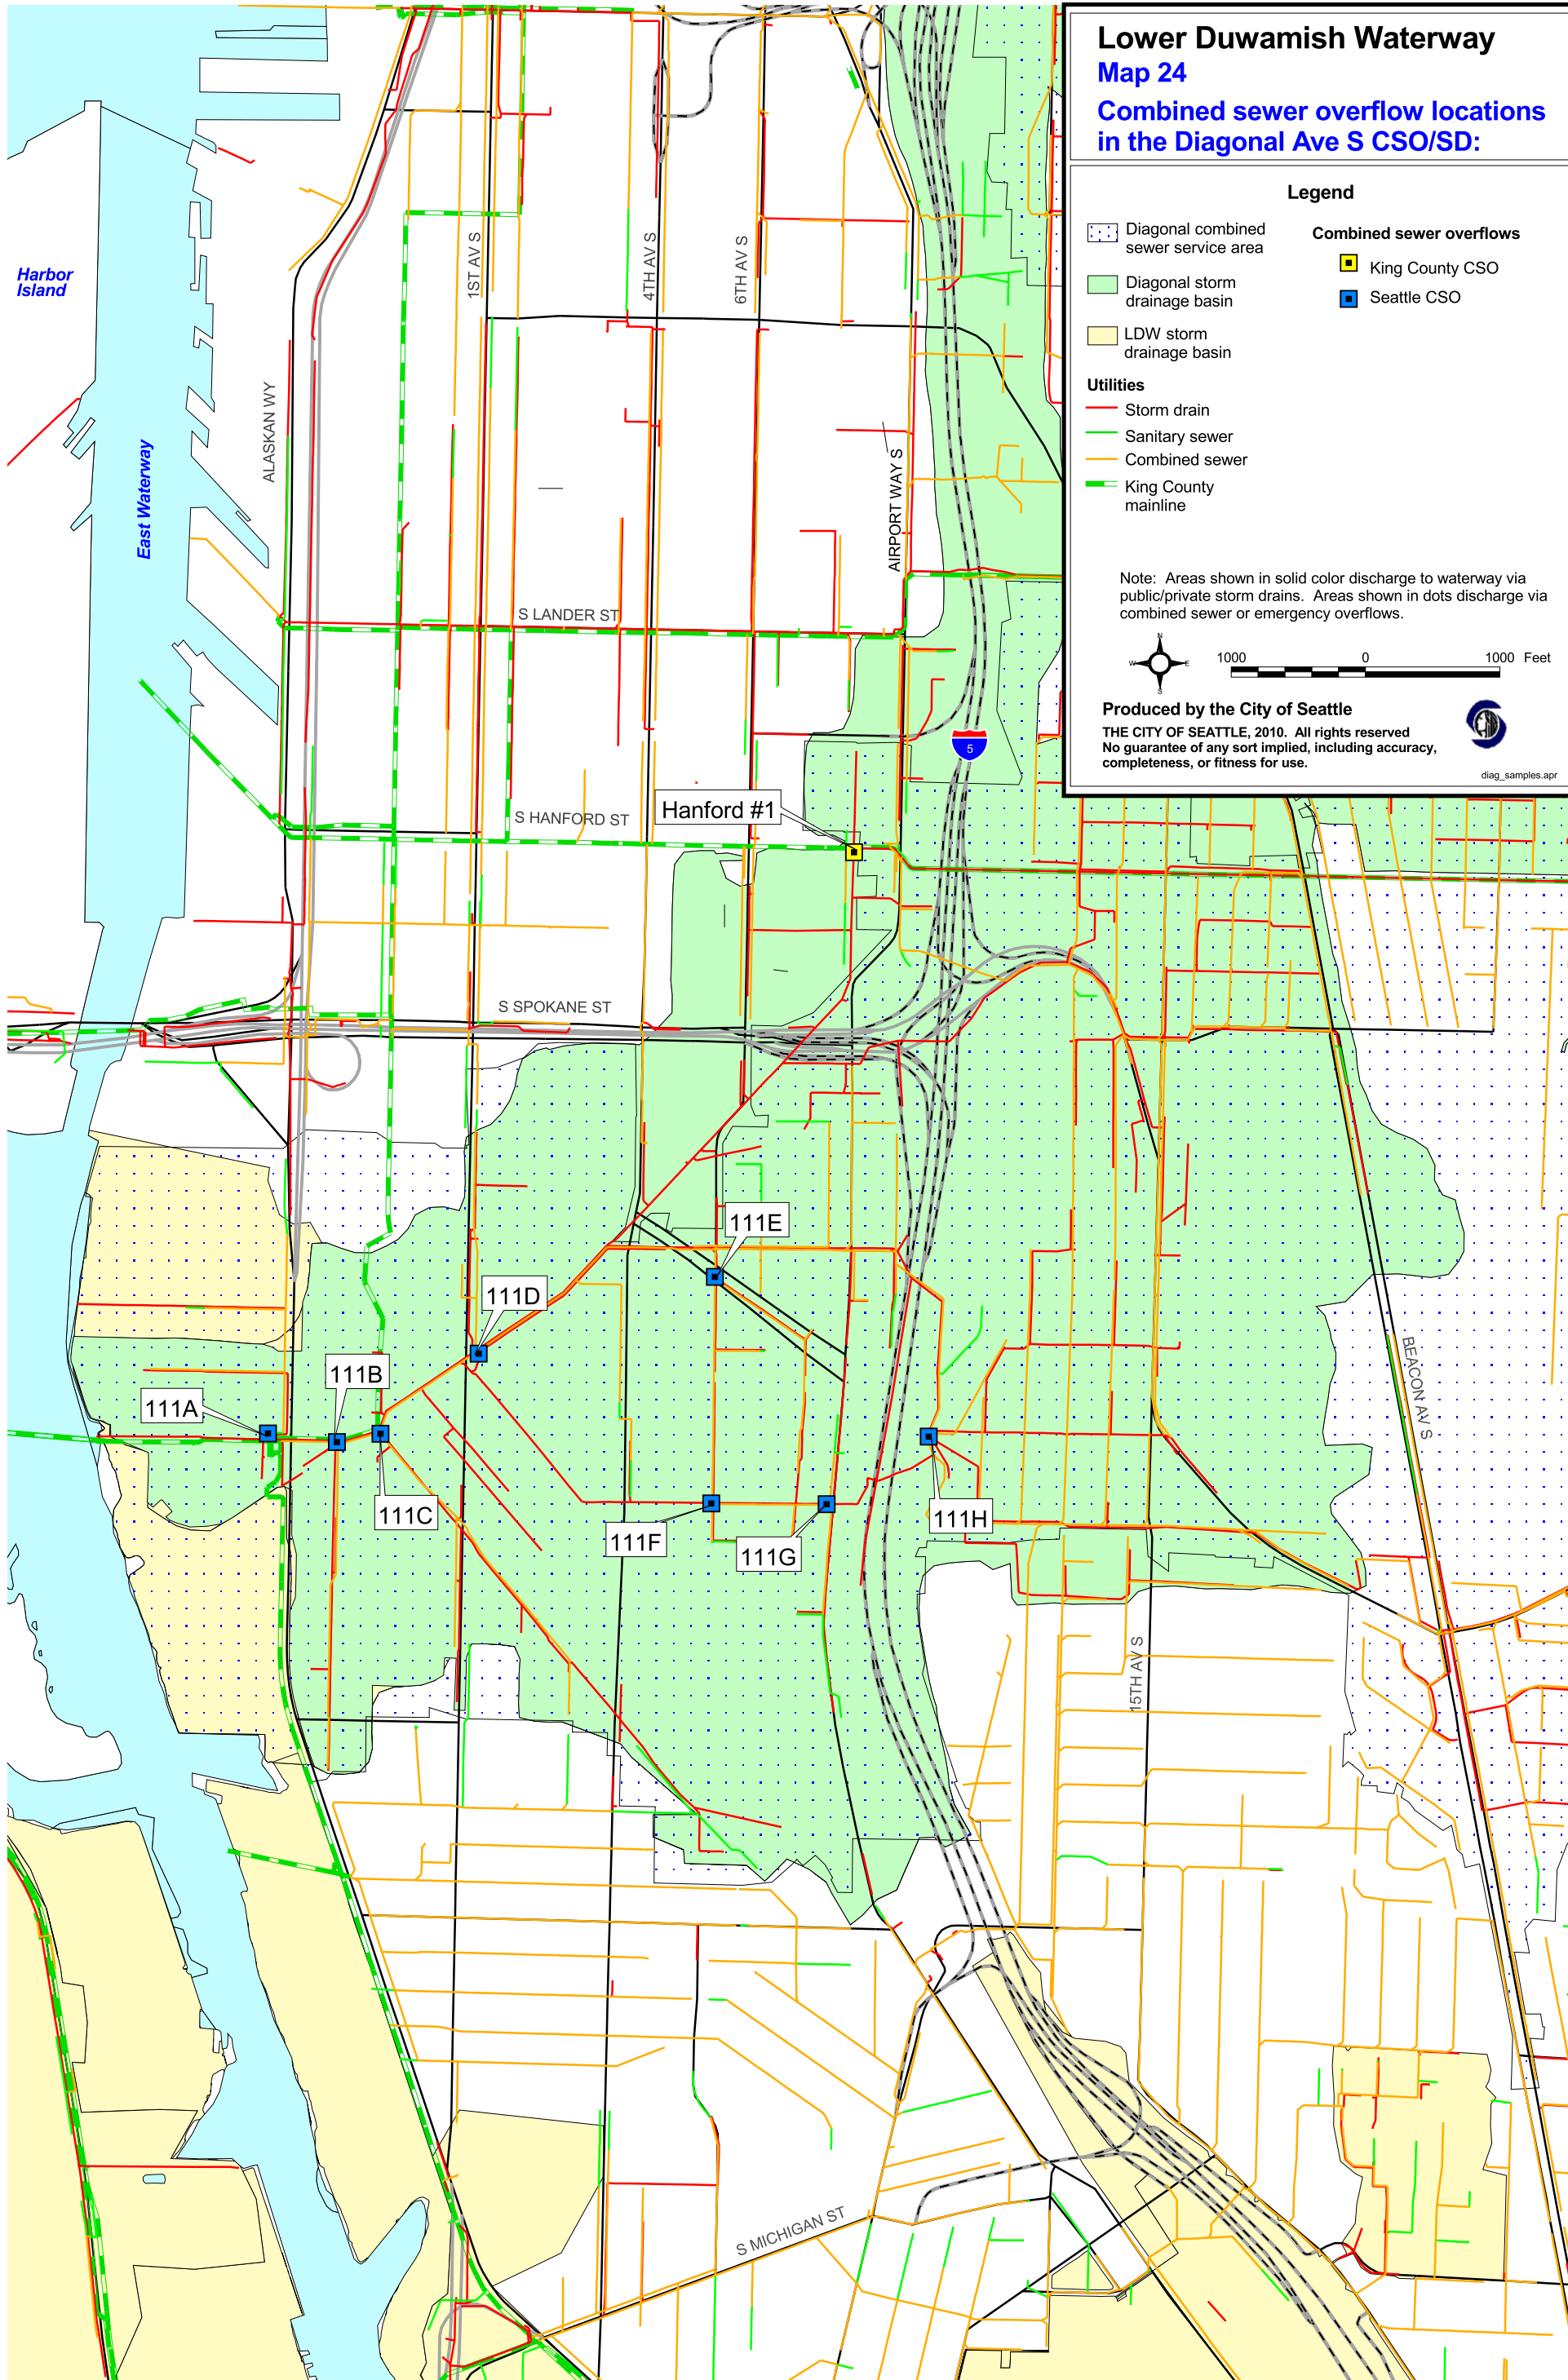 Lower Duwamish Waterway
Map 24
Combined sewer overflow locations
in the Diagonal Ave S CSO/SD:
Legend
Diagonal combined
sewer service area
Diagonal storm
drainage basin
LDW storm
drainage basin
Combined sewer overflows
King County CSO
Seattle CSO
Utilities
Storm drain
Sanitary sewer
Combined sewer
King County
mainline
Note: Areas shown in solid color discharge to waterway via
public/private storm drains. Areas shown in dots discharge via
combined sewer or emergency overflows.
N
W
E
S
1000 0 1000 Feet
Produced by the City of Seattle
THE CITY OF SEATTLE, 2010. All rights reserved
No guarantee of any sort implied, including accuracy,
completeness, or fitness for use.
diag_samples.apr
Harbor
Island
East Waterway
ALASKAN WY
1ST AV S
4TH AV S
6TH AV S
AIRPORT WAY S
S LANDER ST
5
S HANFORD ST
Hanford #1
S SPOKANE ST
111E
111D
111B
111A
111C
111F
111G
111H
BEACON AV S
15TH AV S
S MICHIGAN ST